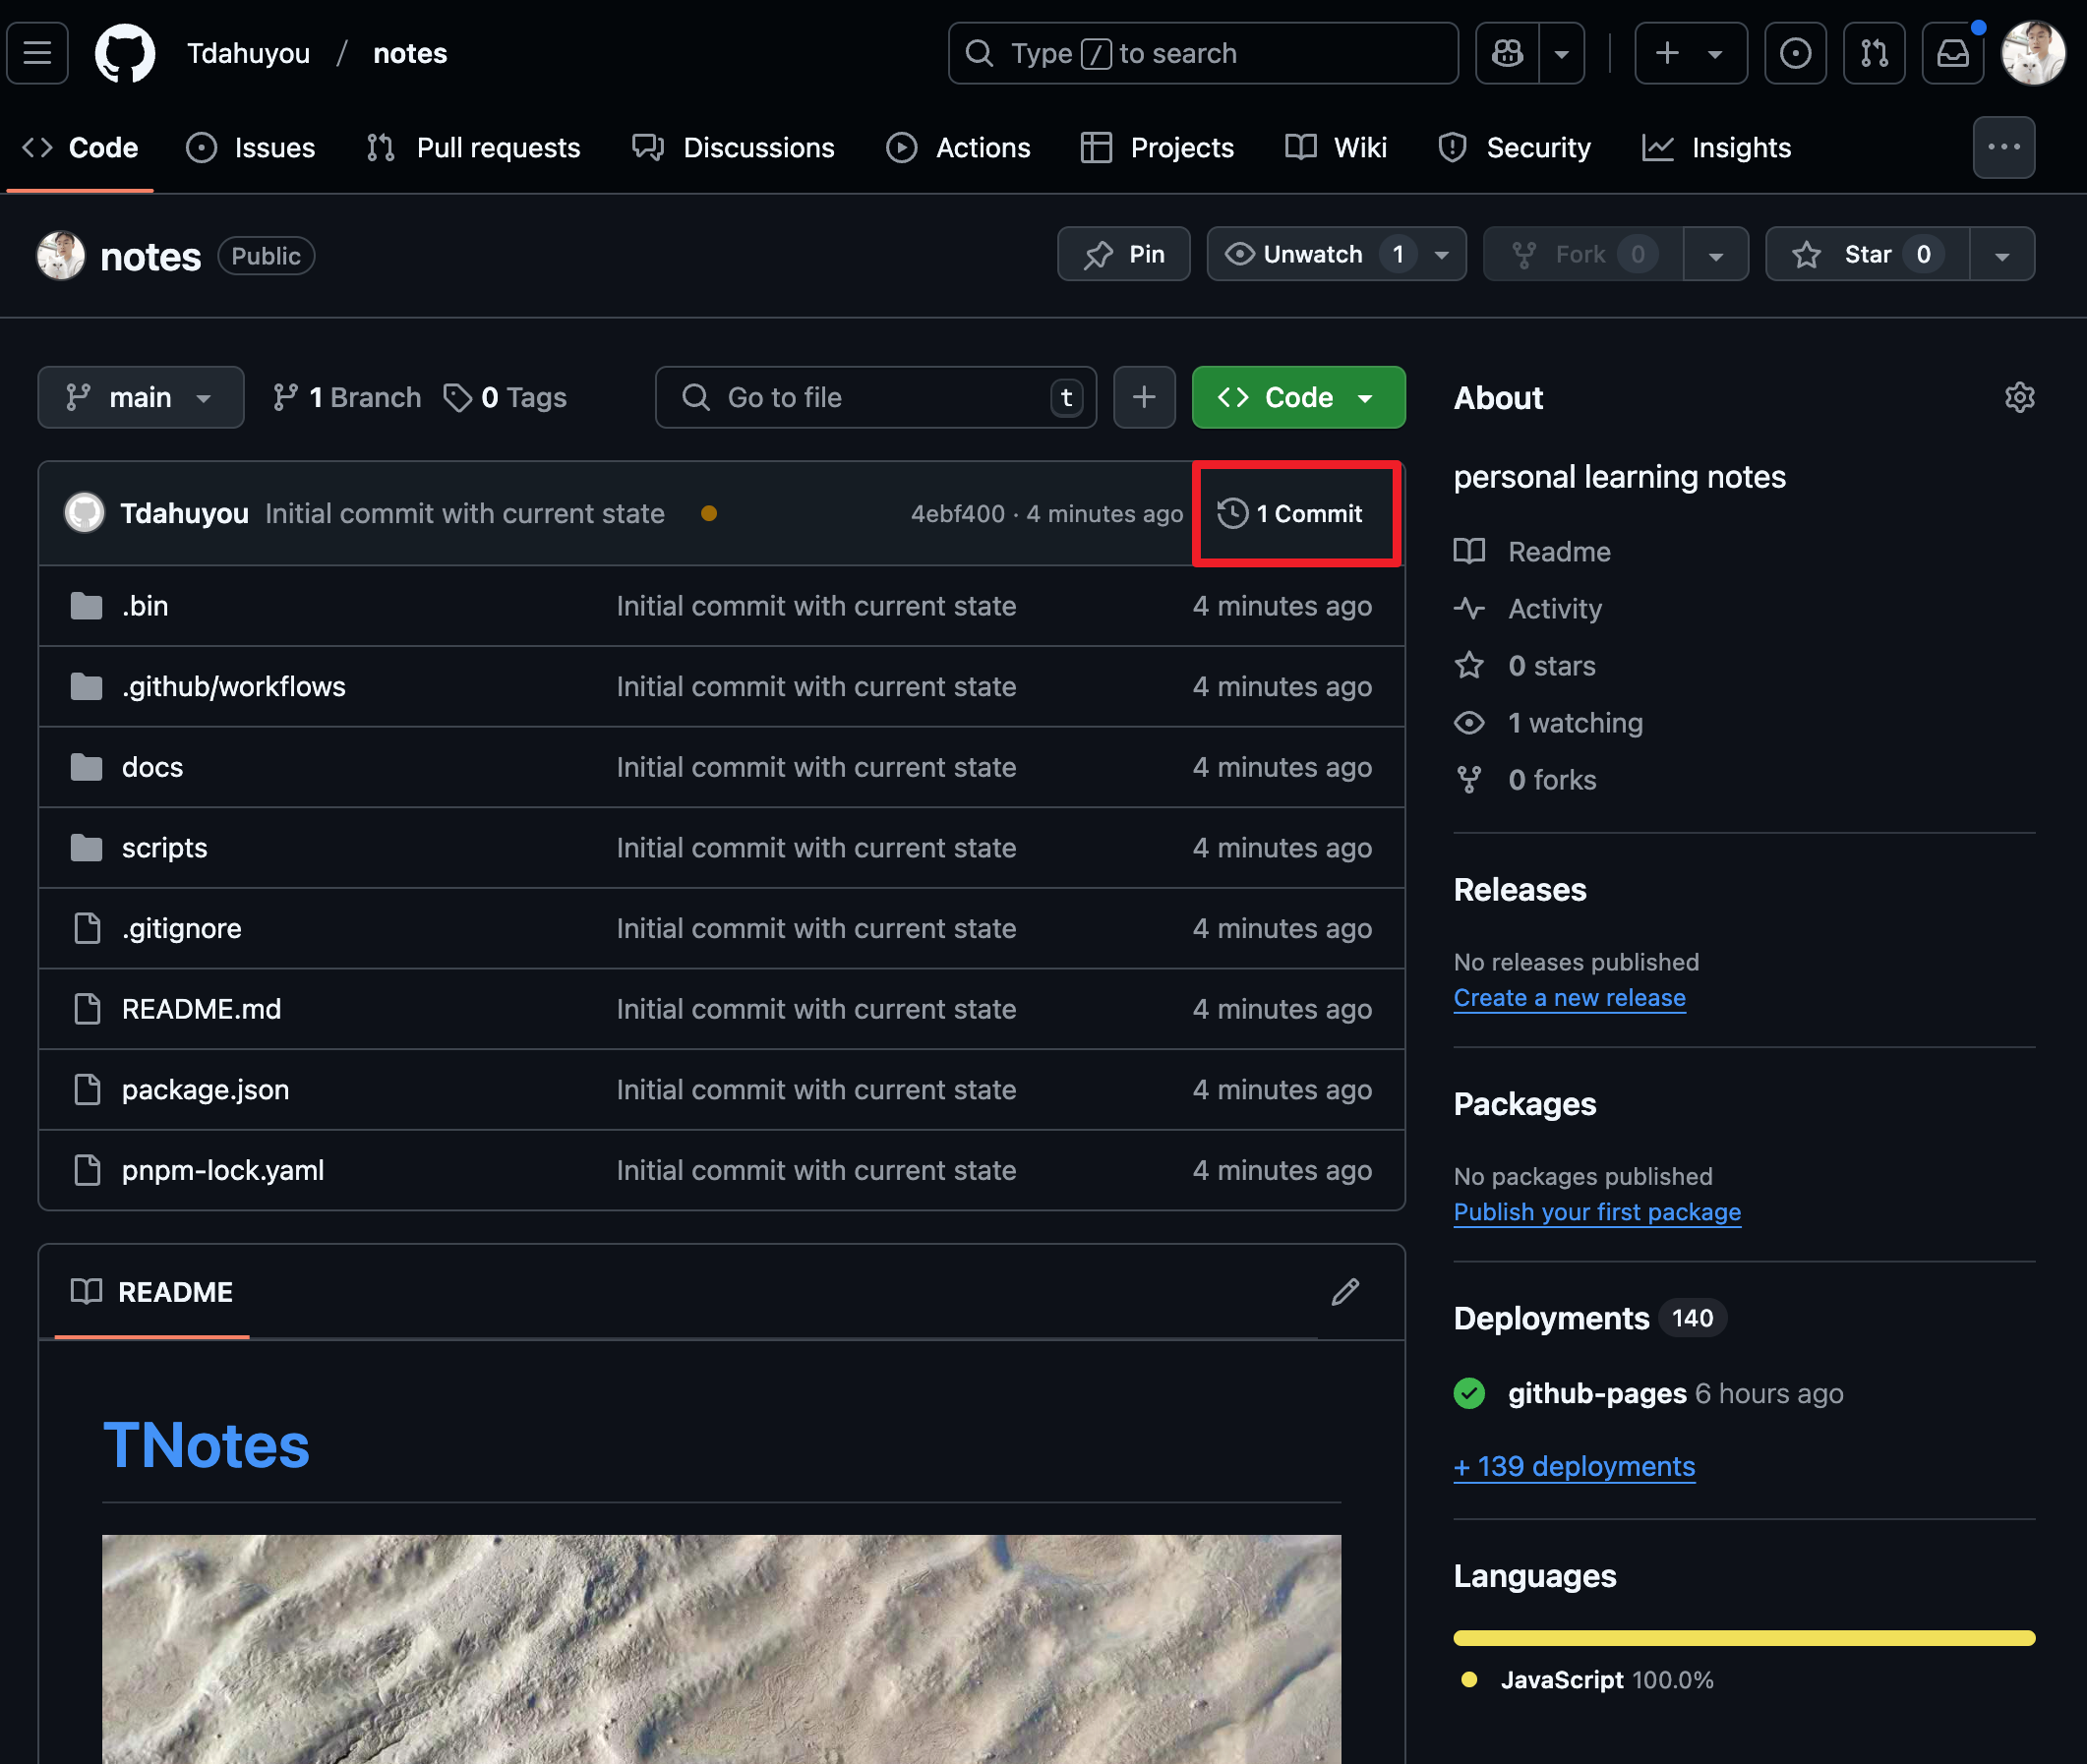 Tdahuyou / notes
Type / to search
Code Issues Pull requests Discussions Actions Projects Wiki Security Insights
notes Public
Pin Unwatch 1 Fork 0 Star 0
main 1 Branch 0 Tags Go to file t + Code
Tdahuyou Initial commit with current state 4ebf400 · 4 minutes ago 1 Commit
.bin Initial commit with current state 4 minutes ago
.github/workflows Initial commit with current state 4 minutes ago
docs Initial commit with current state 4 minutes ago
scripts Initial commit with current state 4 minutes ago
.gitignore Initial commit with current state 4 minutes ago
README.md Initial commit with current state 4 minutes ago
package.json Initial commit with current state 4 minutes ago
pnpm-lock.yaml Initial commit with current state 4 minutes ago
README
TNotes
About
personal learning notes
Readme
Activity
0 stars
1 watching
0 forks
Releases
No releases published
Create a new release
Packages
No packages published
Publish your first package
Deployments 140
github-pages 6 hours ago
+ 139 deployments
Languages
JavaScript 100.0%